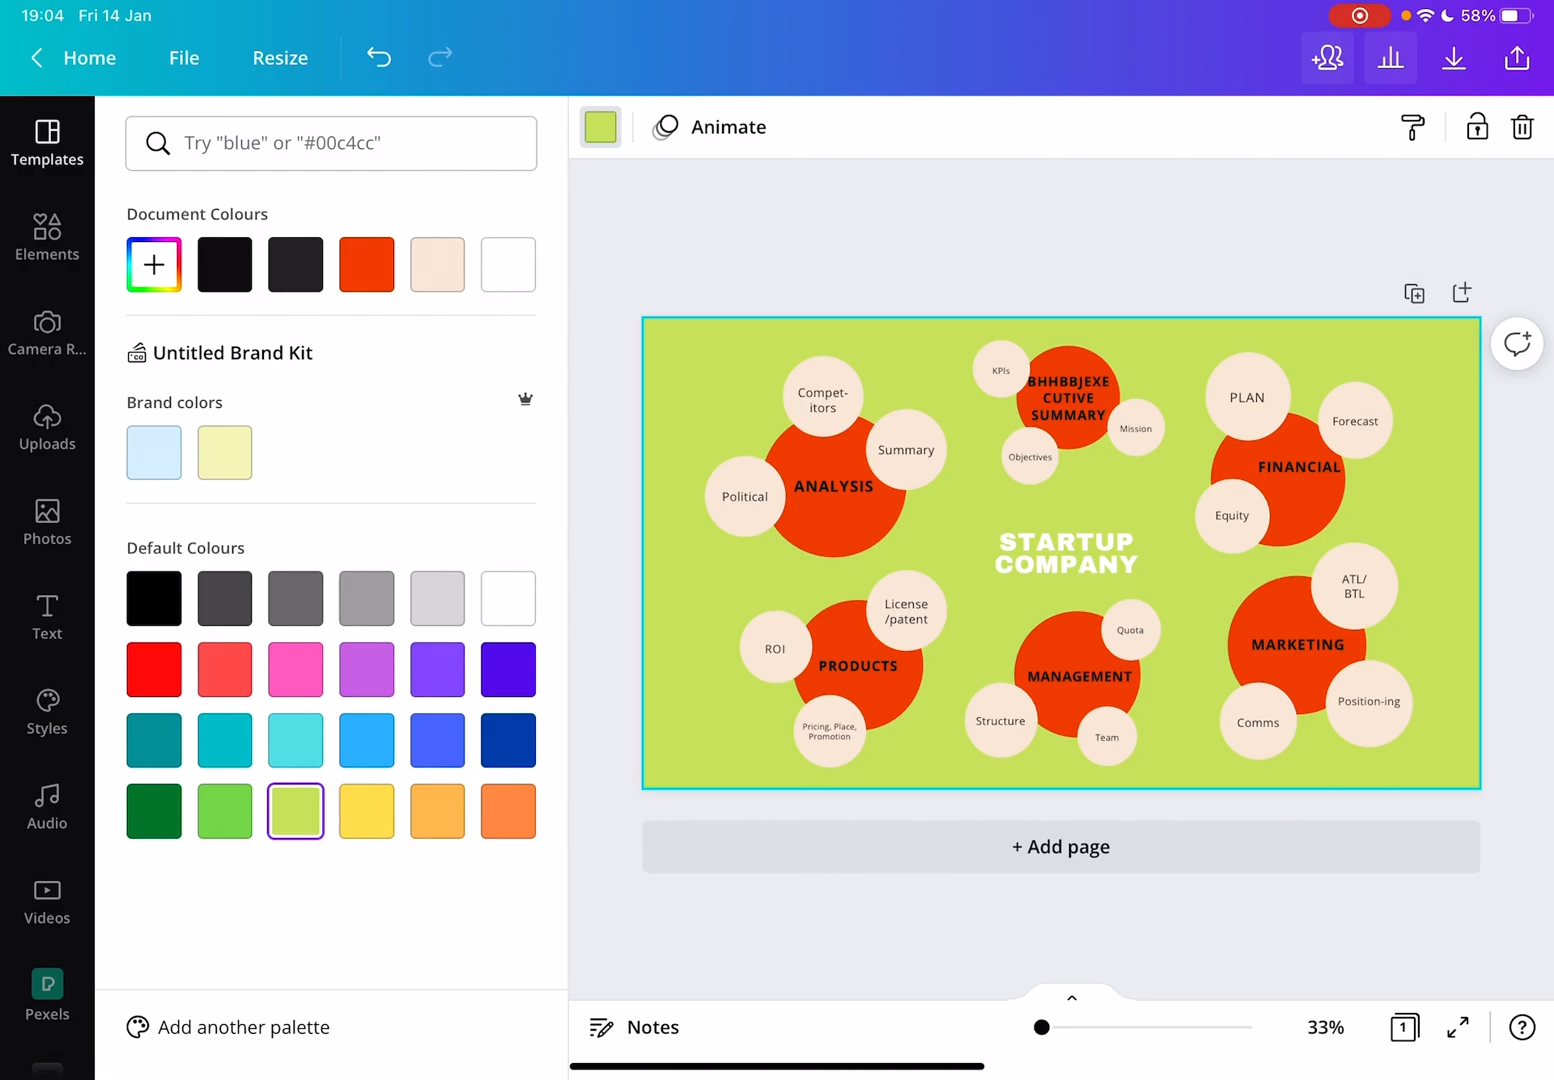 19:04 Fri 14 Jan
58%
Home
File
Resize
Templates
Elements
Camera R...
Uploads
Photos
Text
Styles
Audio
Videos
Pexels
Try "blue" or "#00c4cc"
Document Colours
Untitled Brand Kit
Brand colors
Default Colours
Add another palette
Animate
Compet-
itors
Summary
Political
ANALYSIS
KPIs
BHHBBJEXE
CUTIVE
SUMMARY
Mission
Objectives
PLAN
Forecast
FINANCIAL
Equity
STARTUP
COMPANY
License
/patent
ROI
PRODUCTS
Pricing, Place,
Promotion
Quota
MANAGEMENT
Structure
Team
ATL/
BTL
MARKETING
Position-ing
Comms
+ Add page
Notes
33%
1
?